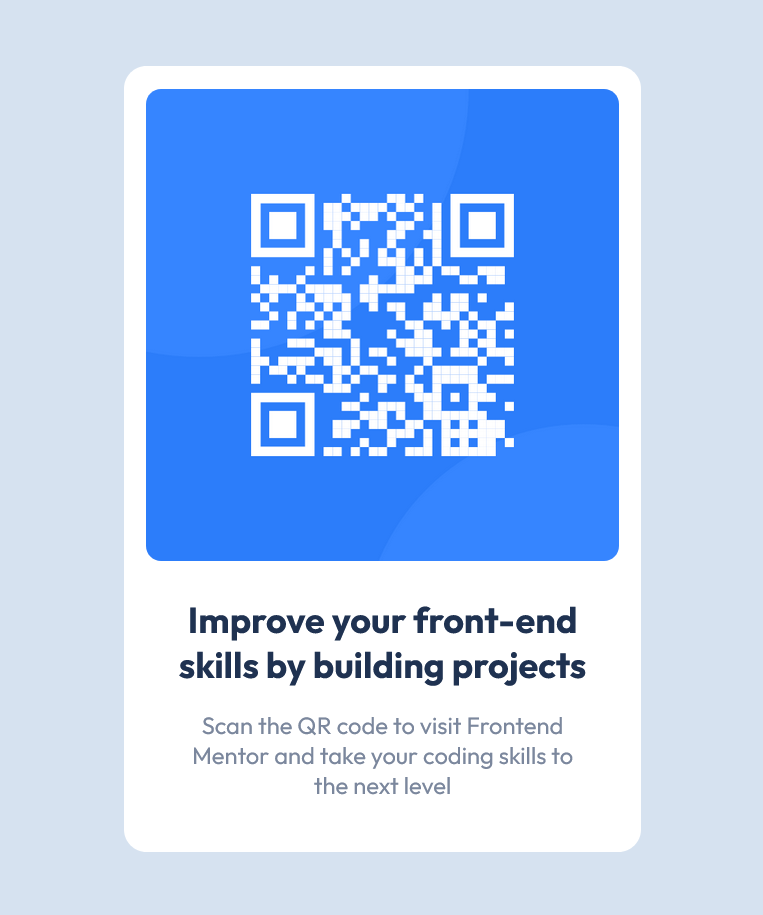 Improve your front-end
skills by building projects
Scan the QR code to visit Frontend
Mentor and take your coding skills to
the next level